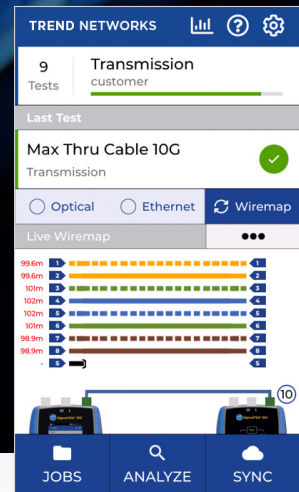 TREND NETWORKS
?
9 Transmission
Tests customer
Last Test
Max Thru Cable 10G
Transmission
Optical Ethernet Wiremap
Live Wiremap
99.6m 1 1
99.6m 2 2
101m 3 3
102m 4 4
102m 5 5
101m 6 6
98.9m 7 7
98.9m 8 8
- S S
10
JOBS ANALYZE SYNC